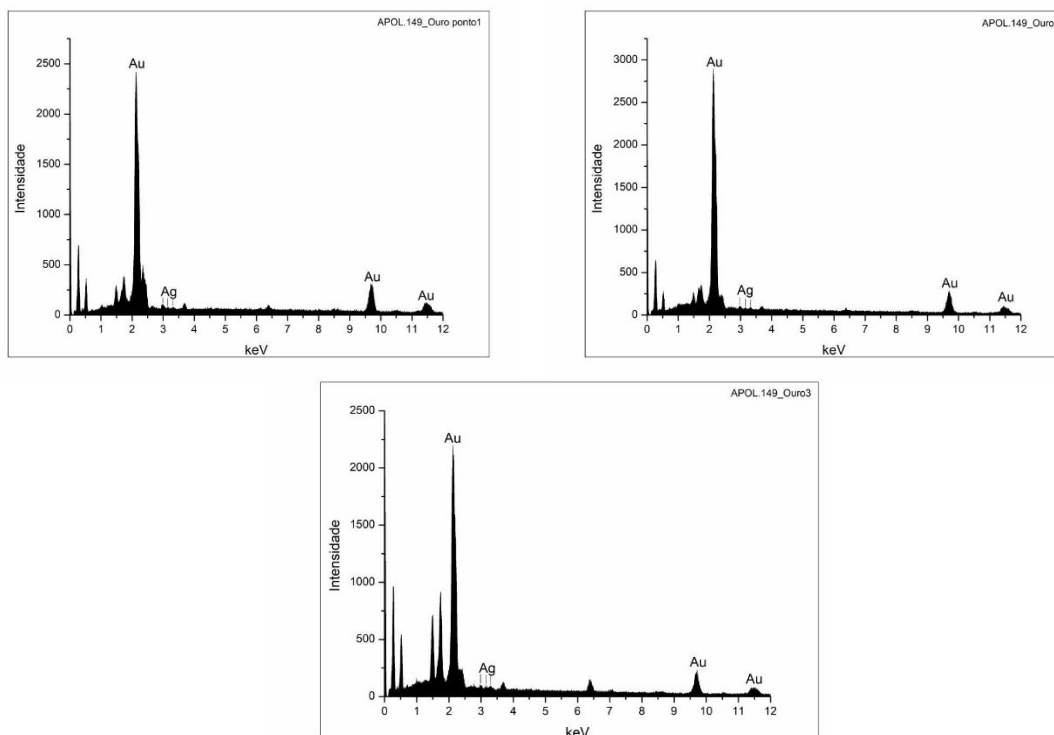 APOL.149_Ouro ponto1
Intensidade
2500
2000
1500
1000
500
0
Au
Ag
Au
Au
0 1 2 3 4 5 6 7 8 9 10 11 12
keV
APOL.149_Ouro
Intensidade
3000
2500
2000
1500
1000
500
0
Au
Ag
Au
Au
0 1 2 3 4 5 6 7 8 9 10 11 12
keV
APOL.149_Ouro3
Intensidade
2500
2000
1500
1000
500
0
Au
Ag
Au
Au
0 1 2 3 4 5 6 7 8 9 10 11 12
keV